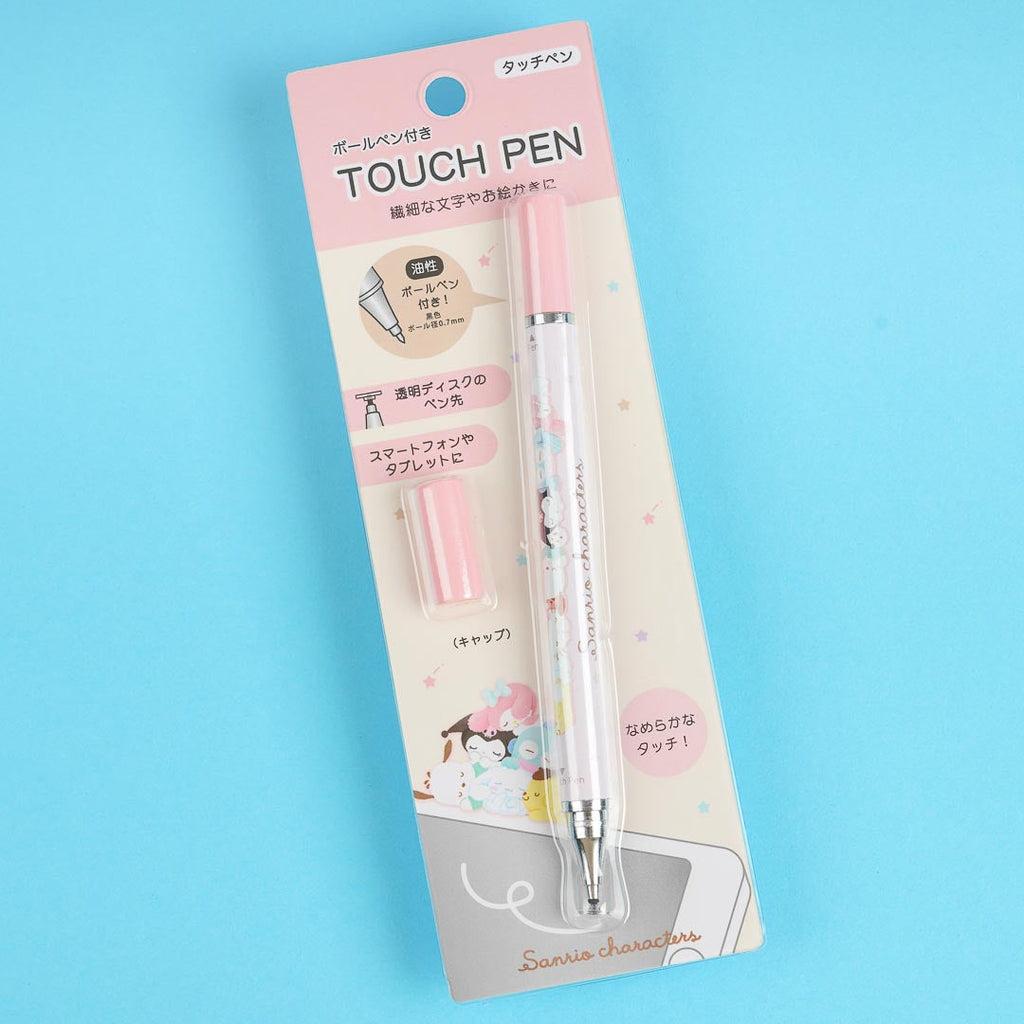 タッチペン
ボールペン付き
TOUCH PEN
繊細な文字やお絵かきに
油性
ボールペン
付き！
黒色
ボール径0.7mm
透明ディスクの
ペン先
スマートフォンや
タブレットに
(キャップ)
Sanrio characters
なめらかな
タッチ！
Pen
Sanrio characters